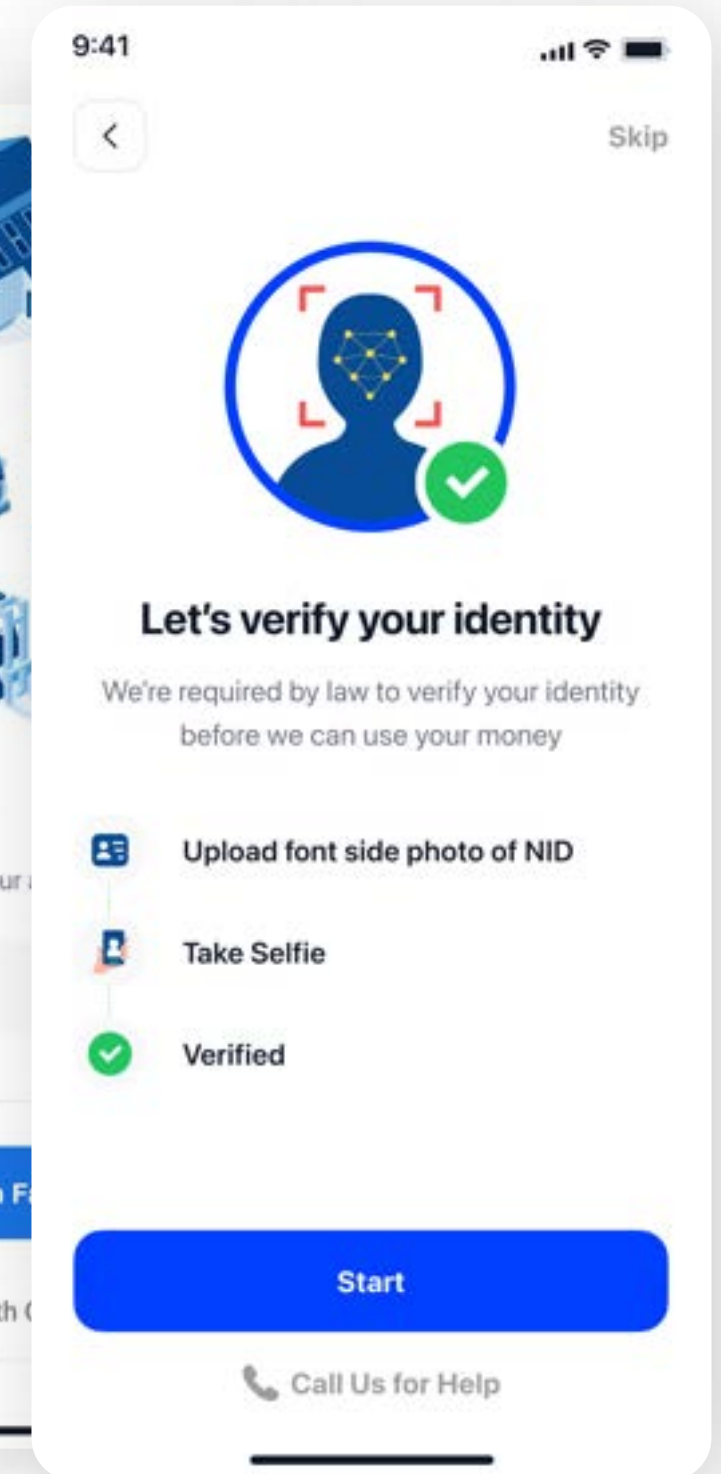 9:41
Skip
Let's verify your identity
We're required by law to verify your identity
before we can use your money
Upload font side photo of NID
Take Selfie
Verified
Start
Call Us for Help